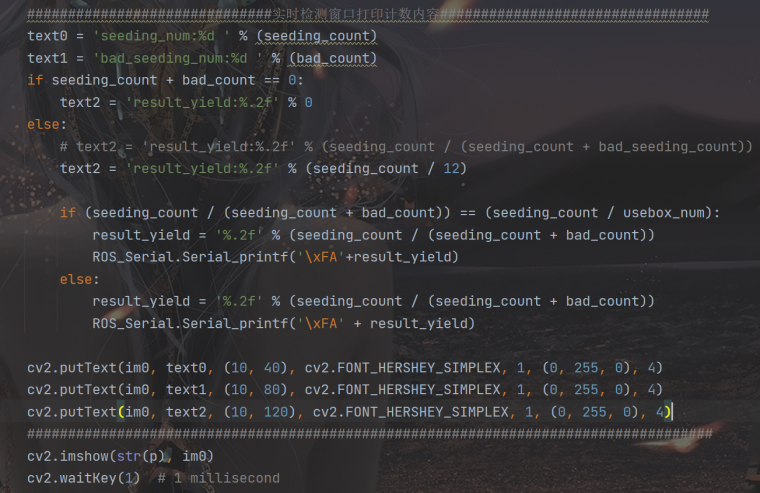 ##############################实时检测窗口打印计数内容#################################
text0 = 'seeding_num:%d ' % (seeding_count)
text1 = 'bad_seeding_num:%d ' % (bad_count)
if seeding_count + bad_count == 0:
    text2 = 'result_yield:%.2f' % 0
else:
    # text2 = 'result_yield:%.2f' % (seeding_count / (seeding_count + bad_seeding_count))
    text2 = 'result_yield:%.2f' % (seeding_count / 12)
    if (seeding_count / (seeding_count + bad_count)) == (seeding_count / usebox_num):
        result_yield = '%.2f' % (seeding_count / (seeding_count + bad_count))
        ROS_Serial.Serial_printf('\xFA'+result_yield)
    else:
        result_yield = '%.2f' % (seeding_count / (seeding_count + bad_count))
        ROS_Serial.Serial_printf('\xFA' + result_yield)
cv2.putText(im0, text0, (10, 40), cv2.FONT_HERSHEY_SIMPLEX, 1, (0, 255, 0), 4)
cv2.putText(im0, text1, (10, 80), cv2.FONT_HERSHEY_SIMPLEX, 1, (0, 255, 0), 4)
cv2.putText(im0, text2, (10, 120), cv2.FONT_HERSHEY_SIMPLEX, 1, (0, 255, 0), 4)
####################################################################################
cv2.imshow(str(p), im0)
cv2.waitKey(1)  # 1 millisecond